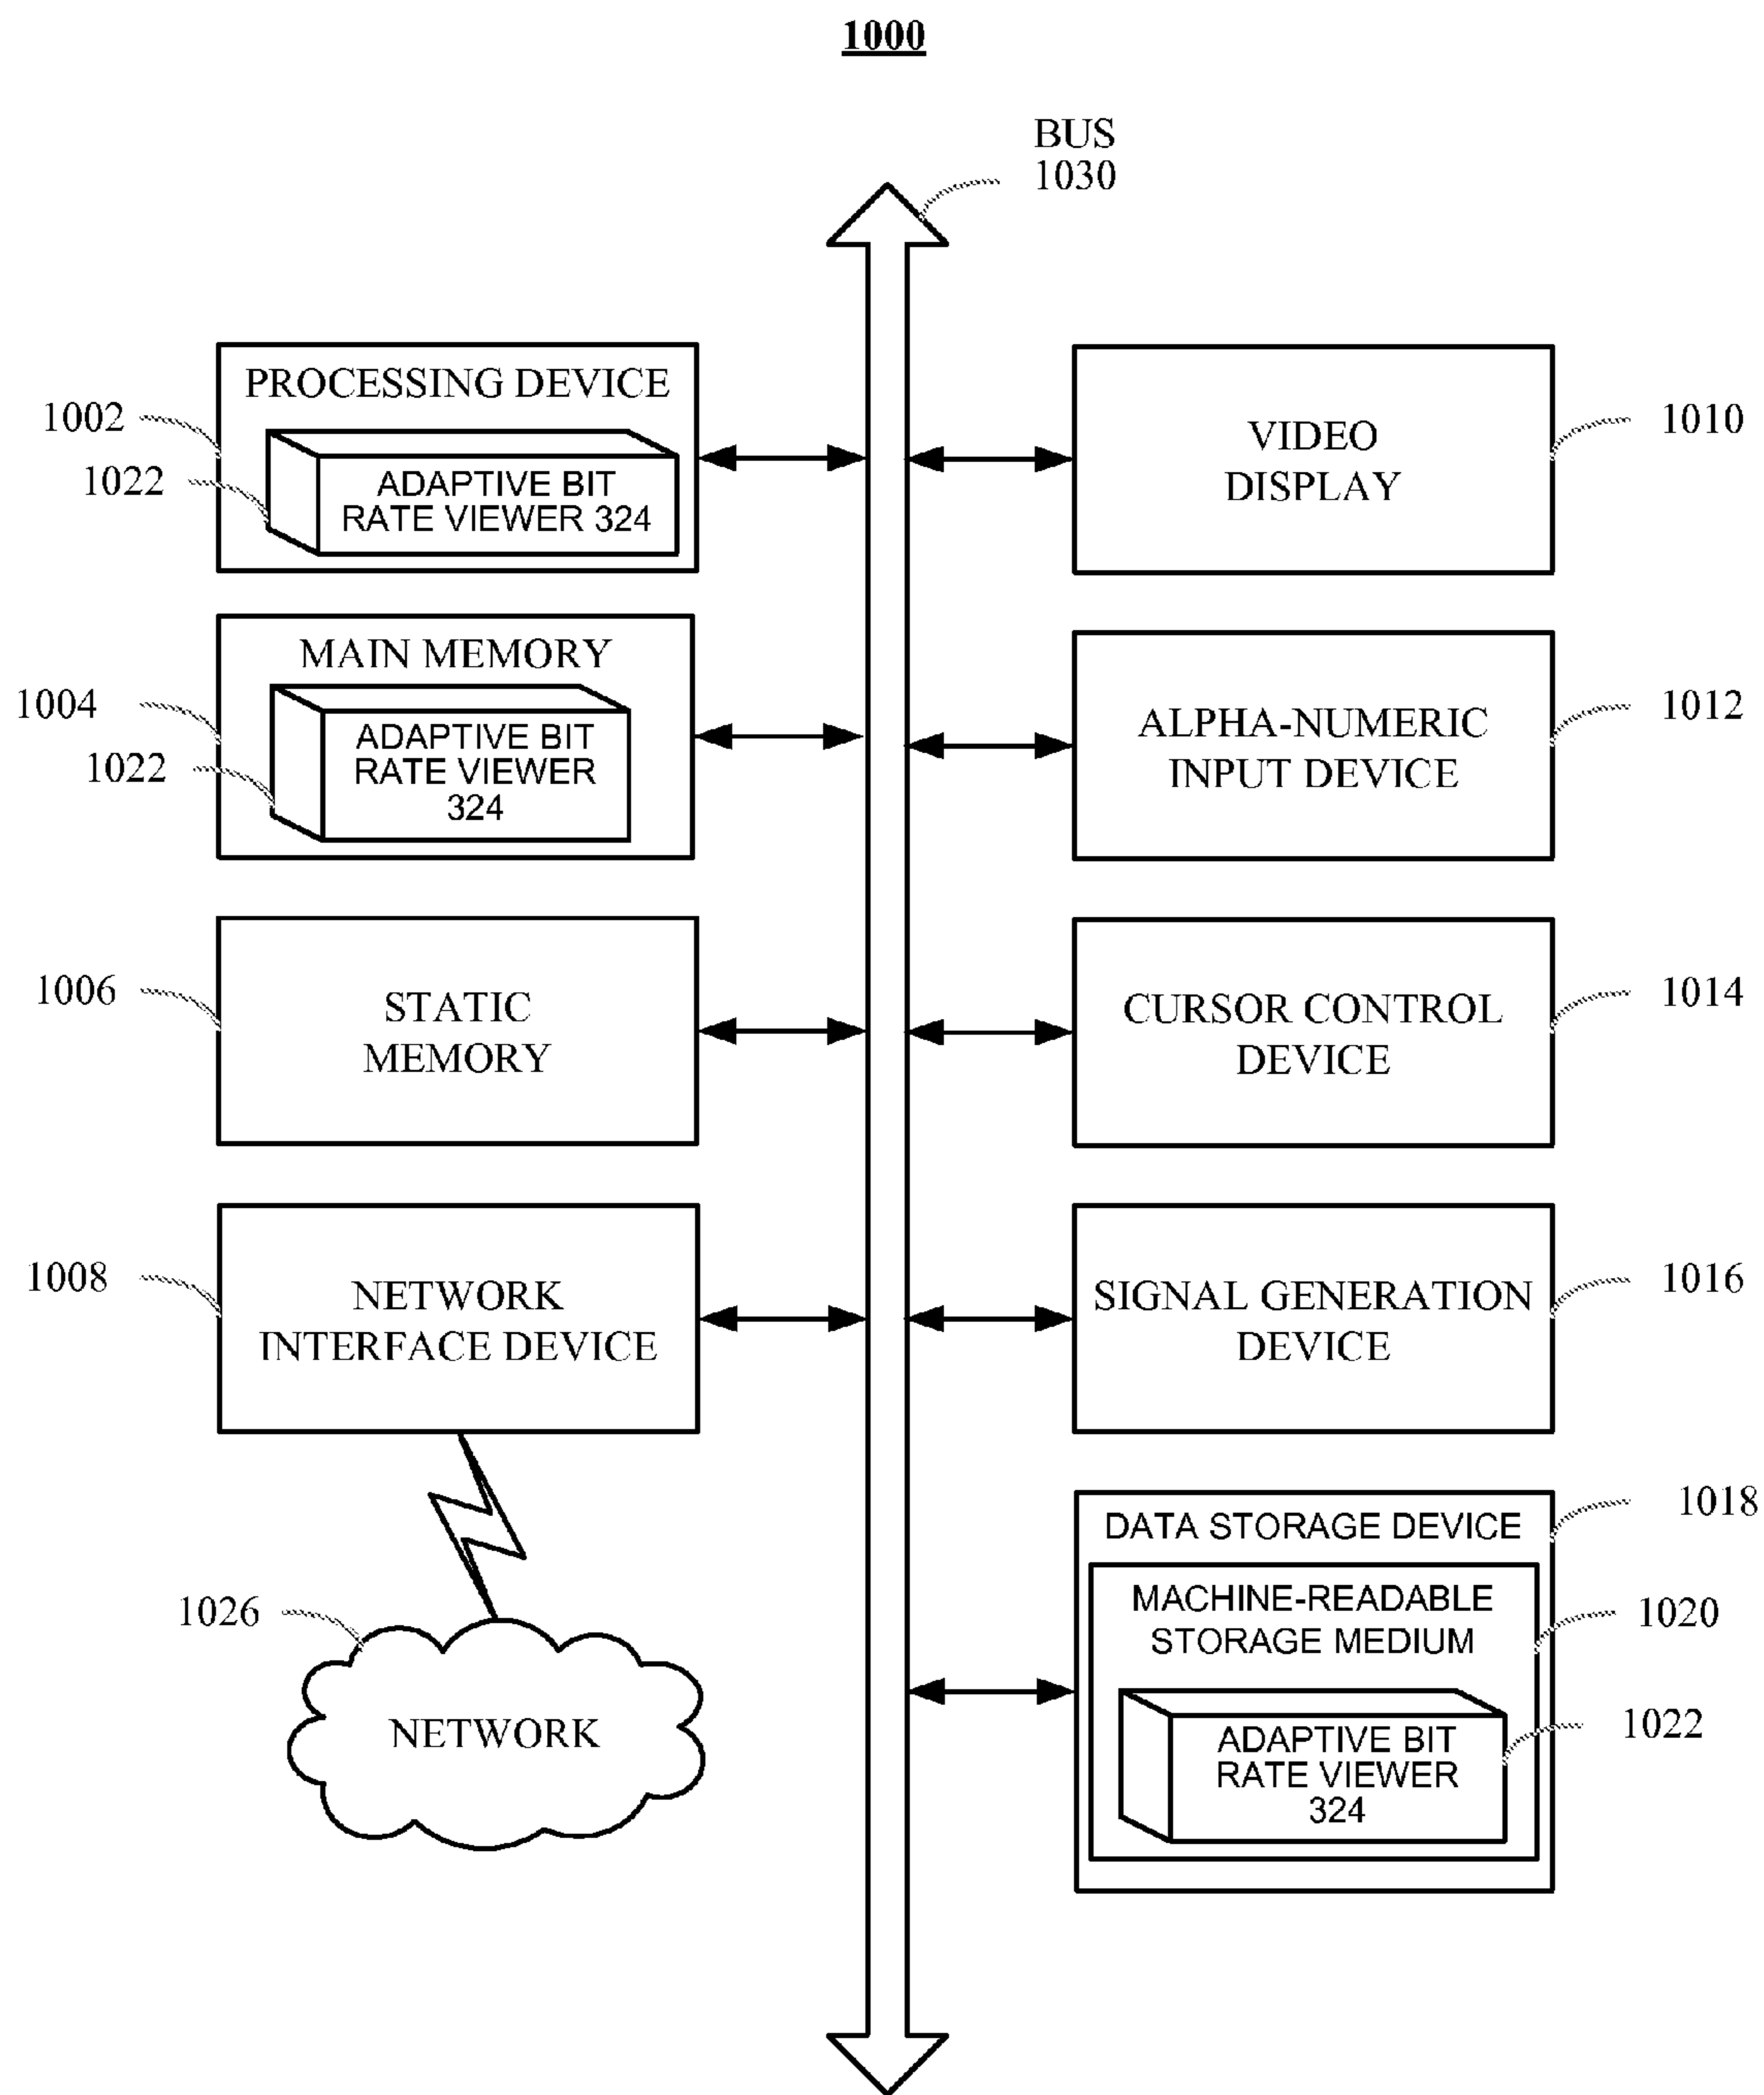 1000
BUS
1030
PROCESSING DEVICE
1002
1022
ADAPTIVE BIT
RATE VIEWER 324
VIDEO
DISPLAY
1010
MAIN MEMORY
1004
1022
ADAPTIVE BIT
RATE VIEWER
324
ALPHA-NUMERIC
INPUT DEVICE
1012
STATIC
MEMORY
1006
CURSOR CONTROL
DEVICE
1014
NETWORK
INTERFACE DEVICE
1008
SIGNAL GENERATION
DEVICE
1016
1026
NETWORK
DATA STORAGE DEVICE
1018
MACHINE-READABLE
STORAGE MEDIUM
1020
ADAPTIVE BIT
RATE VIEWER
324
1022